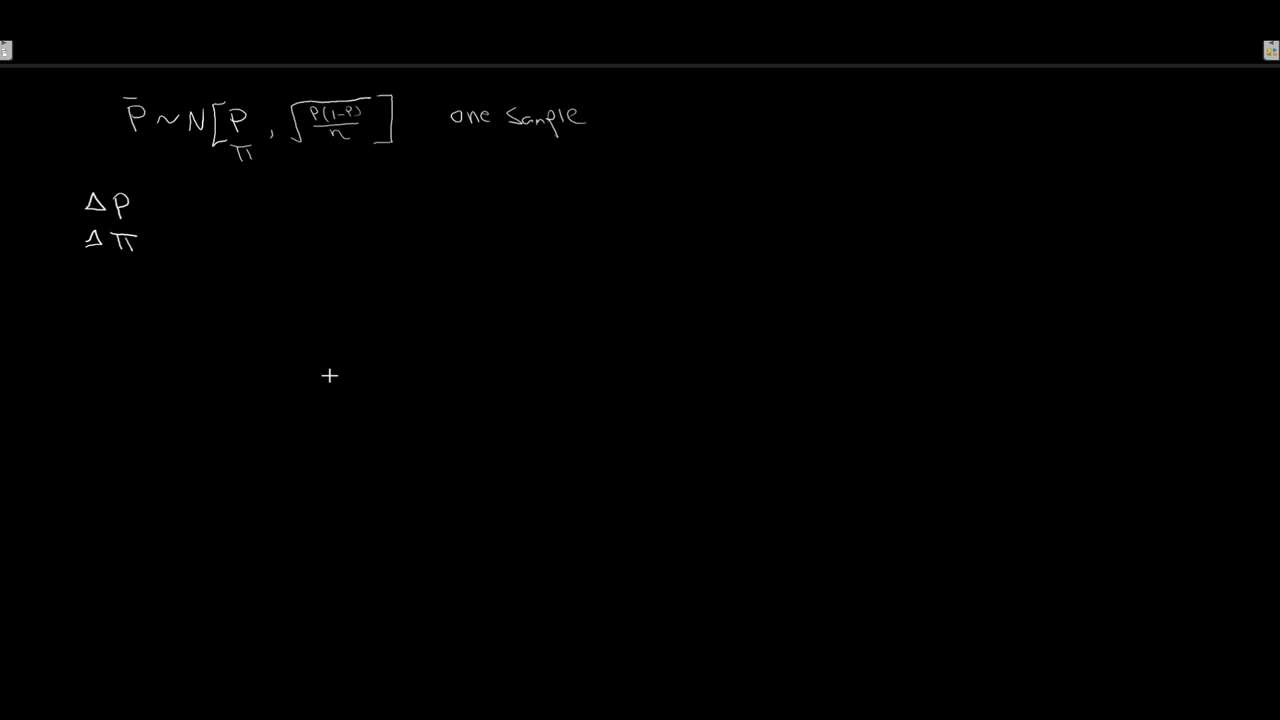 P̄ ~ N[P, √(P(1-P)/n)] one sample
π
Δ P
Δ π